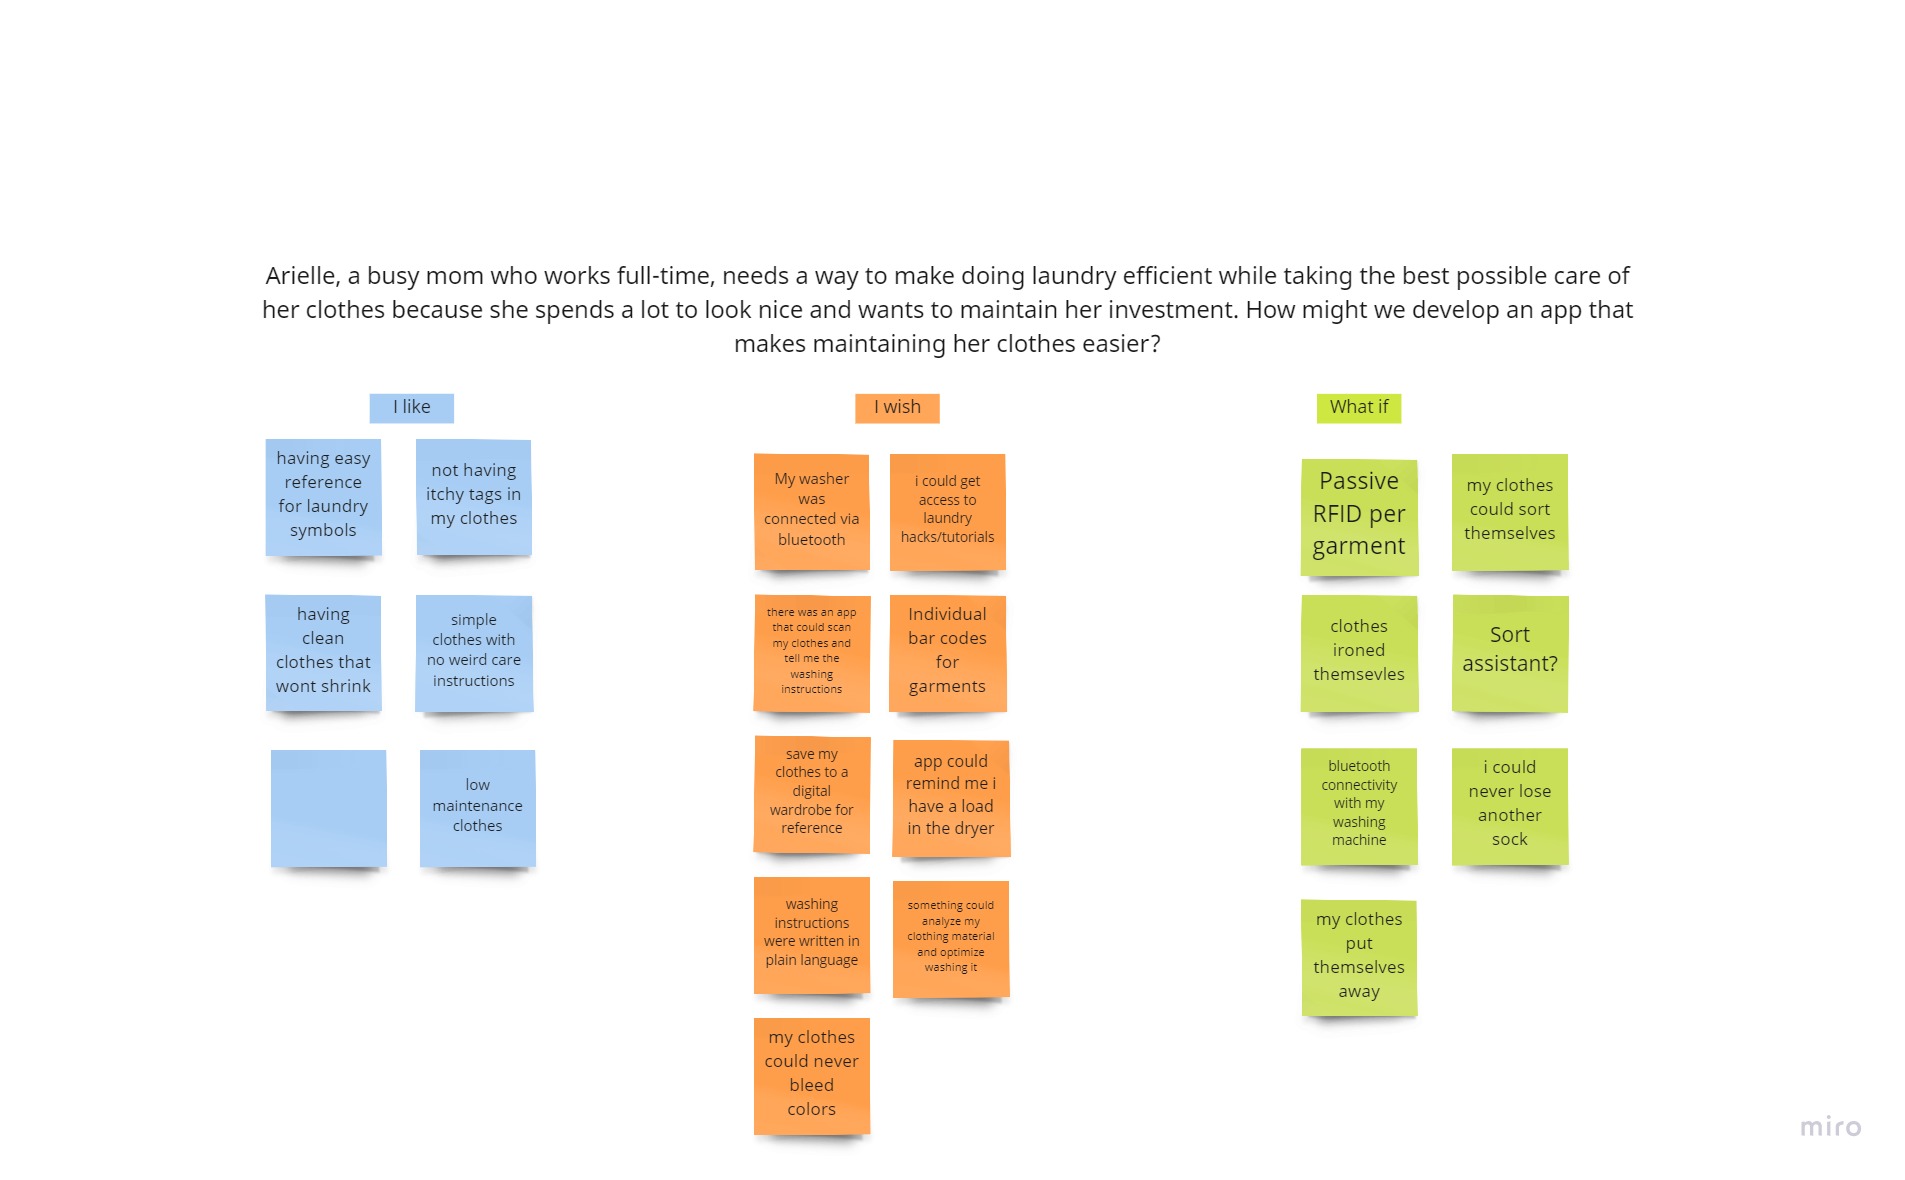 Arielle, a busy mom who works full-time, needs a way to make doing laundry efficient while taking the best possible care of
her clothes because she spends a lot to look nice and wants to maintain her investment. How might we develop an app that
makes maintaining her clothes easier?
I like
having easy
reference
for laundry
symbols
not having
itchy tags in
my clothes
having
clean
clothes that
wont shrink
simple
clothes with
no weird care
instructions
low
maintenance
clothes
I wish
My washer
was
connected via
bluetooth
i could get
access to
laundry
hacks/tutorials
there was an app
that could scan
my clothes and
tell me the
washing
instructions
Individual
bar codes
for
garments
save my
clothes to a
digital
wardrobe for
reference
app could
remind me i
have a load
in the dryer
washing
instructions
were written in
plain language
something could
analyze my
clothing material
and optimize
washing it
my clothes
could never
bleed
colors
What if
Passive
RFID per
garment
my clothes
could sort
themselves
clothes
ironed
themsevles
Sort
assistant?
bluetooth
connectivity
with my
washing
machine
i could
never lose
another
sock
my clothes
put
themselves
away
miro